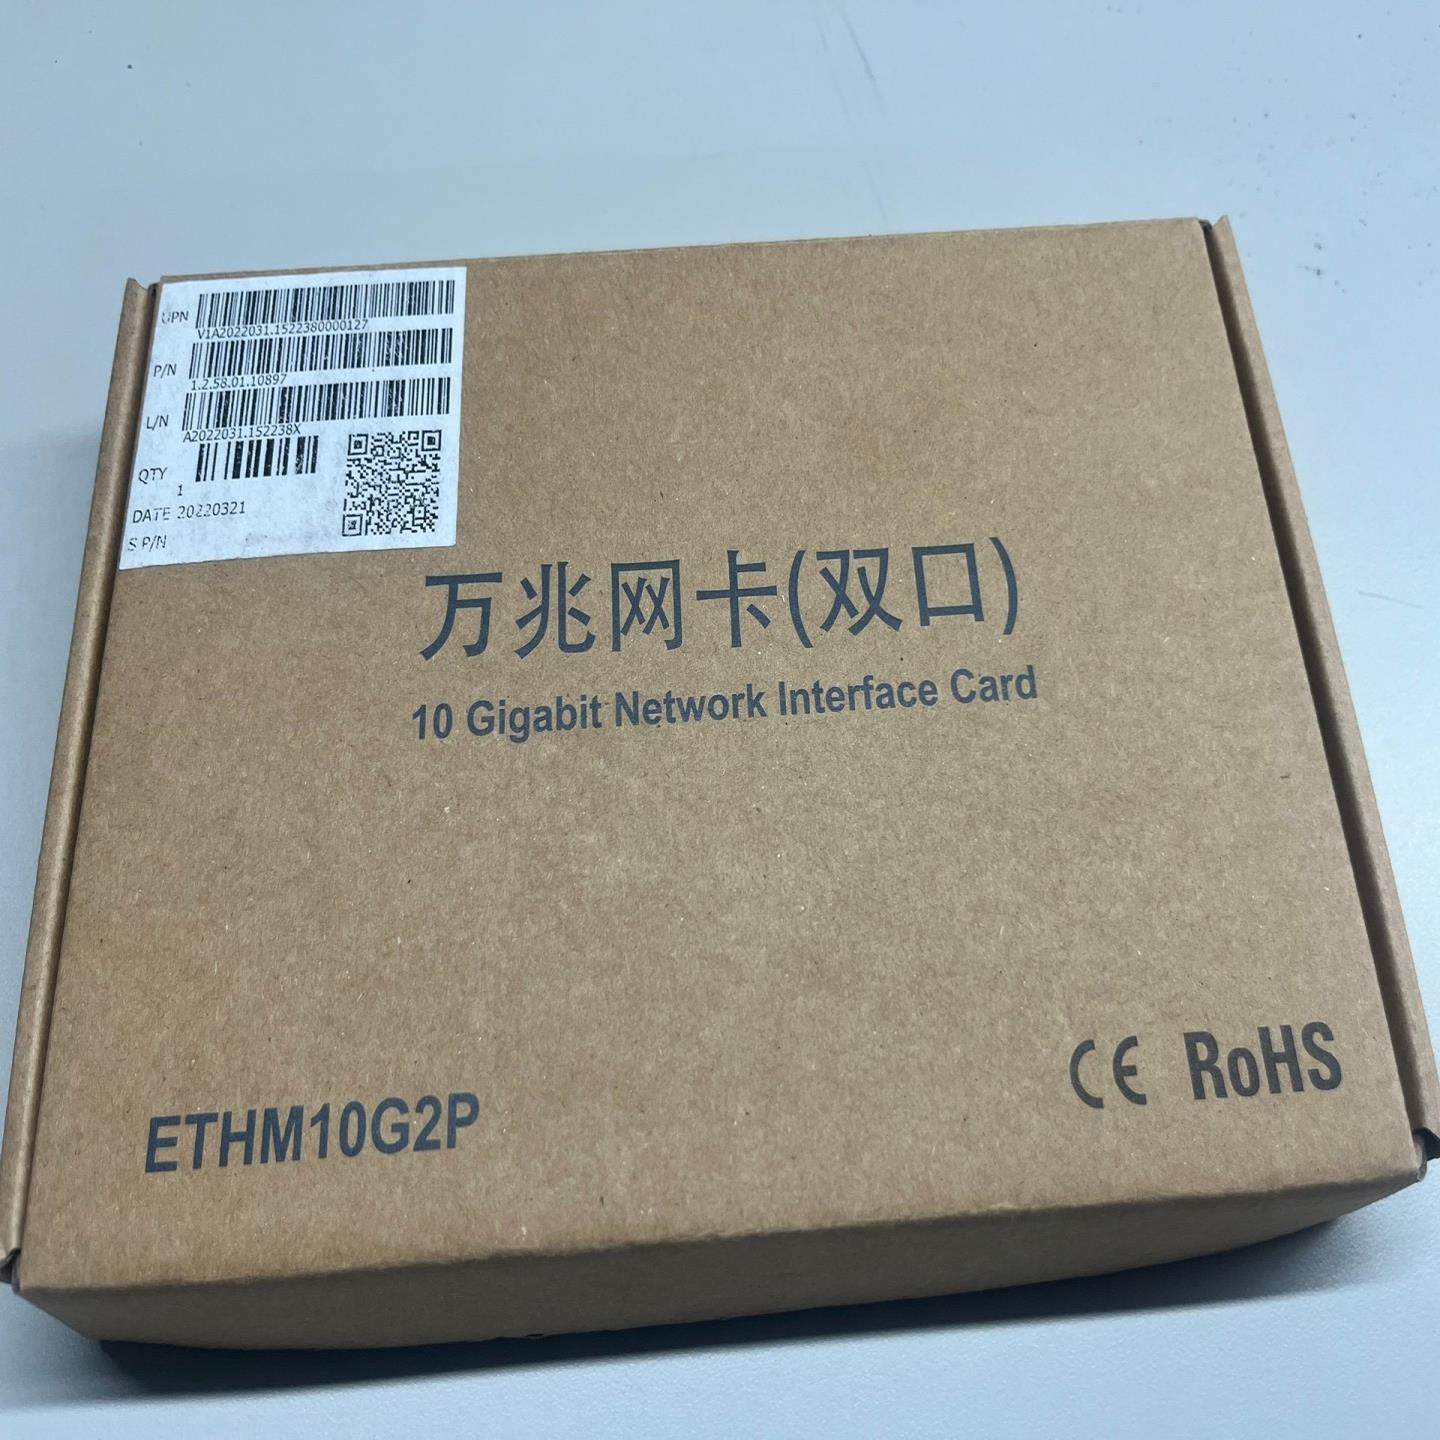 UPN
V1A2022031.1522380000127
P/N
1.2.58.01.10897
L/N
A2022031.152238X
QTY
1
DATE 20220321
S P/N
万兆网卡(双口)
10 Gigabit Network Interface Card
ETHM10G2P
CE RoHS